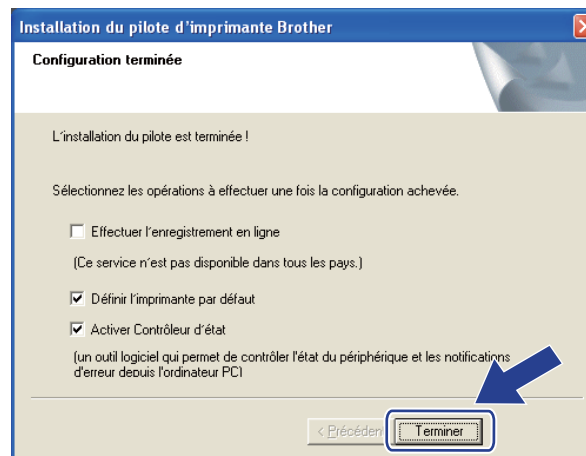 Installation du pilote d'imprimante Brother
Configuration terminée
L'installation du pilote est terminée !
Sélectionnez les opérations à effectuer une fois la configuration achevée.
Effectuer l'enregistrement en ligne
(Ce service n'est pas disponible dans tous les pays.)
Définir l'imprimante par défaut
Activer Contrôleur d'état
(un outil logiciel qui permet de contrôler l'état du périphérique et les notifications
d'erreur depuis l'ordinateur PC)
< Précéden
Terminer